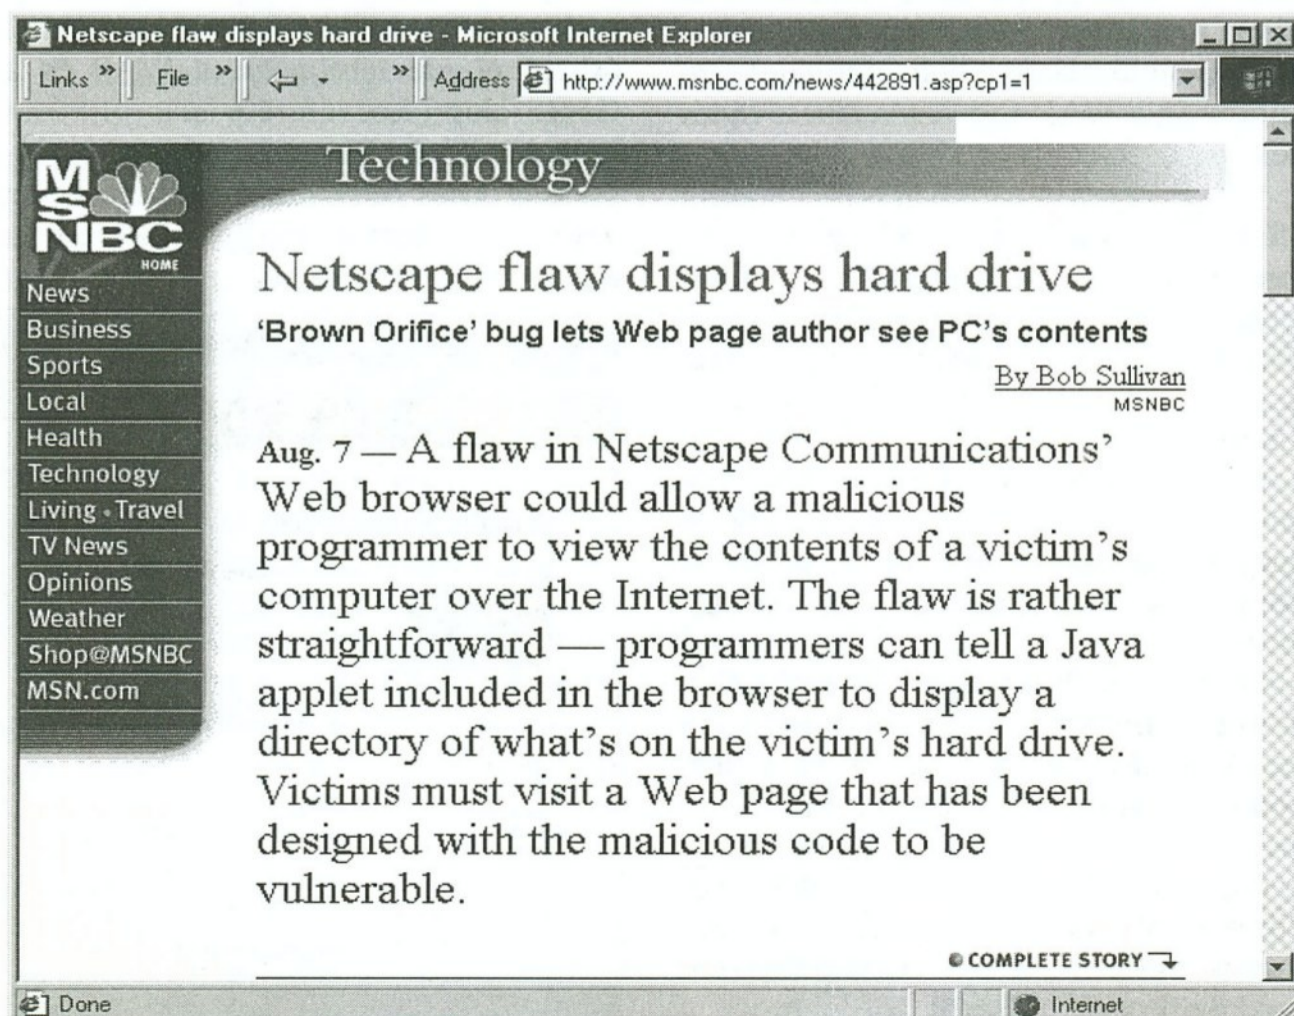 Netscape flaw displays hard drive - Microsoft Internet Explorer
Links » File » » Address http://www.msnbc.com/news/442891.asp?cp1=1
Technology
MSNBC
HOME
News
Business
Sports
Local
Health
Technology
Living • Travel
TV News
Opinions
Weather
Shop@MSNBC
MSN.com
Netscape flaw displays hard drive
‘Brown Orifice’ bug lets Web page author see PC’s contents
By Bob Sullivan
MSNBC
Aug. 7 — A flaw in Netscape Communications’
Web browser could allow a malicious
programmer to view the contents of a victim’s
computer over the Internet. The flaw is rather
straightforward — programmers can tell a Java
applet included in the browser to display a
directory of what’s on the victim’s hard drive.
Victims must visit a Web page that has been
designed with the malicious code to be
vulnerable.
COMPLETE STORY
Done
Internet